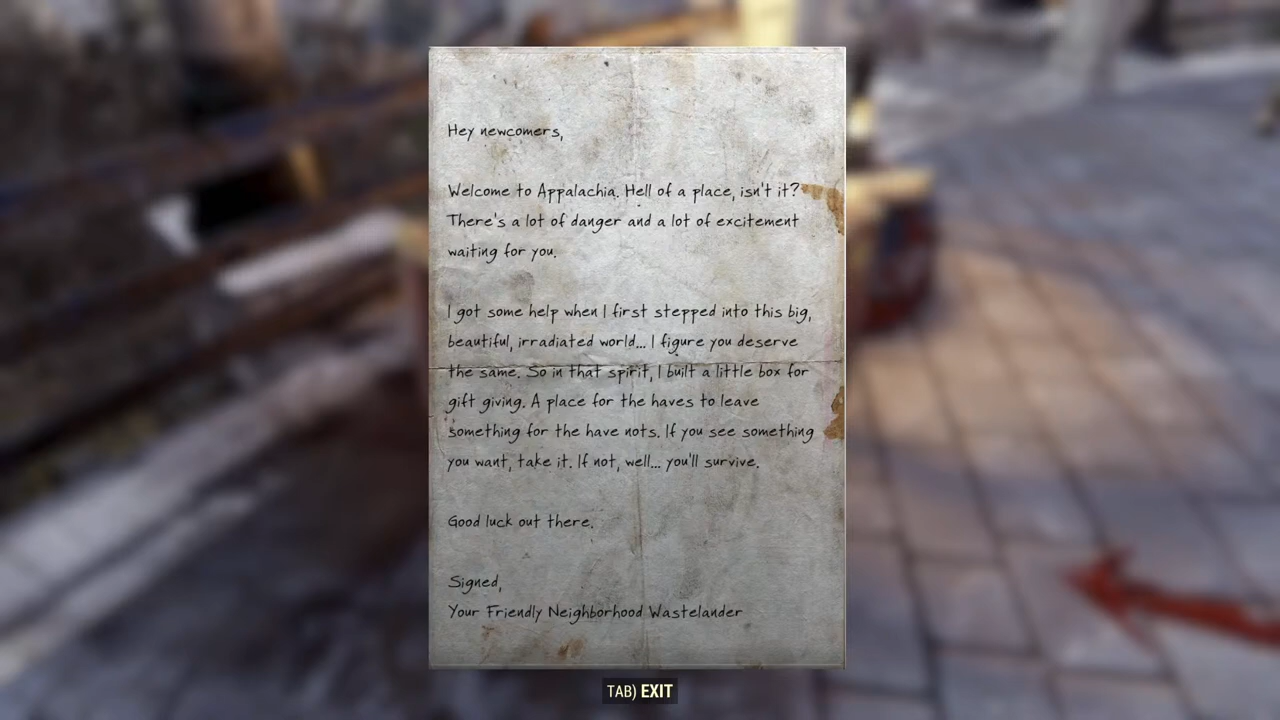 Hey newcomers,
Welcome to Appalachia. Hell of a place, isn't it?
There's a lot of danger and a lot of excitement
waiting for you.
I got some help when I first stepped into this big,
beautiful, irradiated world... I figure you deserve
the same. So in that spirit, I built a little box for
gift giving. A place for the haves to leave
something for the have nots. If you see something
you want, take it. If not, well... you'll survive.
Good luck out there.
Signed,
Your Friendly Neighborhood Wastelander
TAB) EXIT